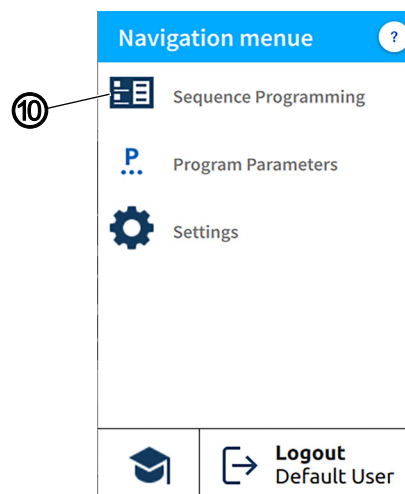 Navigation menue ?
⑩ Sequence Programming
P... Program Parameters
Settings
Logout
Default User